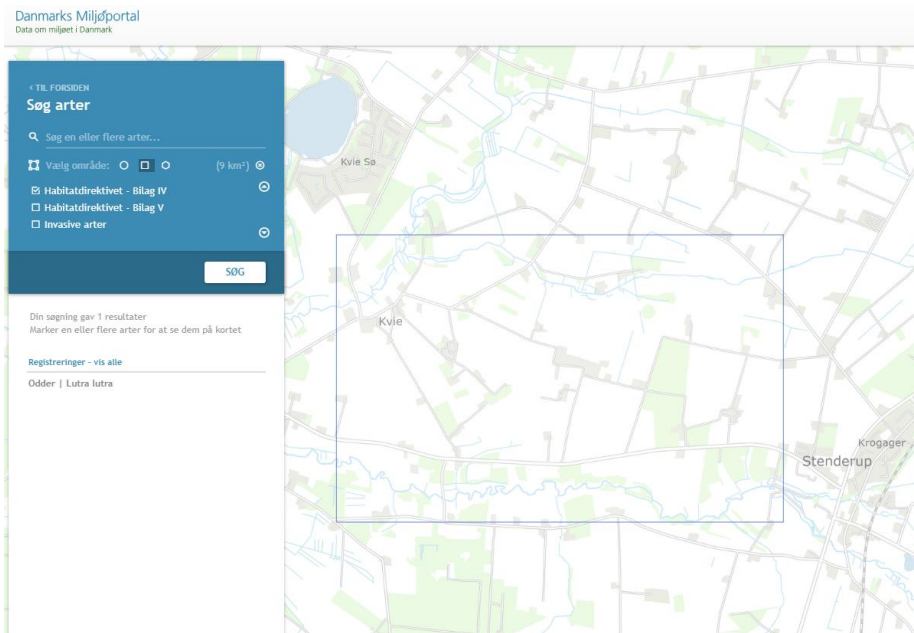 Danmarks Miljøportal
Data om miljøet i Danmark
‹ TIL FORSIDEN
Søg arter
Søg en eller flere arter...
Vælg område: (9 km²)
Habitatdirektivet - Bilag IV
Habitatdirektivet - Bilag V
Invasive arter
SØG
Din søgning gav 1 resultater
Marker en eller flere arter for at se dem på kortet
Registreringer - vis alle
Odder | Lutra lutra
Kvie Sø
Kvie
Krogager
Stenderup